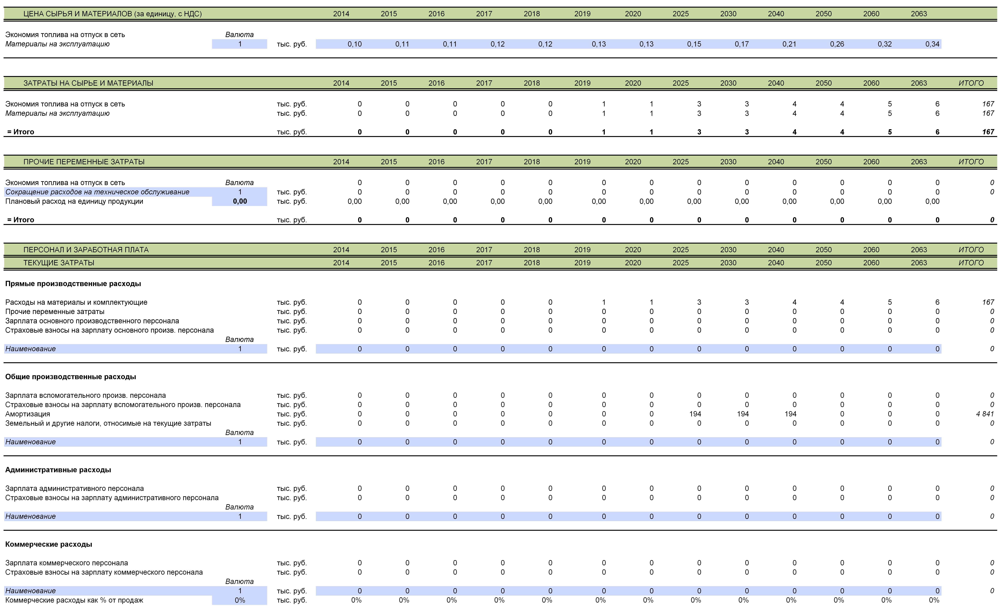 ЦЕНА СЫРЬЯ И МАТЕРИАЛОВ (за единицу, с НДС) 2014 2015 2016 2017 2018 2019 2020 2025 2030 2040 2050 2060 2063
Экономия топлива на отпуск в сеть Валюта
Материалы на эксплуатацию 1 тыс. руб. 0,10 0,11 0,11 0,12 0,12 0,13 0,13 0,15 0,17 0,21 0,26 0,32 0,34
ЗАТРАТЫ НА СЫРЬЕ И МАТЕРИАЛЫ 2014 2015 2016 2017 2018 2019 2020 2025 2030 2040 2050 2060 2063 ИТОГО
Экономия топлива на отпуск в сеть тыс. руб. 0 0 0 0 0 1 1 3 3 4 4 5 6 167
Материалы на эксплуатацию тыс. руб. 0 0 0 0 0 1 1 3 3 4 4 5 6 167
= Итого тыс. руб. 0 0 0 0 0 1 1 3 3 4 4 5 6 167
ПРОЧИЕ ПЕРЕМЕННЫЕ ЗАТРАТЫ 2014 2015 2016 2017 2018 2019 2020 2025 2030 2040 2050 2060 2063 ИТОГО
Экономия топлива на отпуск в сеть Валюта 0 0 0 0 0 0 0 0 0 0 0 0 0 0
Сокращение расходов на техническое обслуживание 1 тыс. руб. 0 0 0 0 0 0 0 0 0 0 0 0 0 0
Плановый расход на единицу продукции 0,00 тыс. руб. 0,00 0,00 0,00 0,00 0,00 0,00 0,00 0,00 0,00 0,00 0,00 0,00 0,00
= Итого тыс. руб. 0 0 0 0 0 0 0 0 0 0 0 0 0 0
ПЕРСОНАЛ И ЗАРАБОТНАЯ ПЛАТА 2014 2015 2016 2017 2018 2019 2020 2025 2030 2040 2050 2060 2063 ИТОГО
ТЕКУЩИЕ ЗАТРАТЫ 2014 2015 2016 2017 2018 2019 2020 2025 2030 2040 2050 2060 2063 ИТОГО
Прямые производственные расходы
Расходы на материалы и комплектующие тыс. руб. 0 0 0 0 0 1 1 3 3 4 4 5 6 167
Прочие переменные затраты тыс. руб. 0 0 0 0 0 0 0 0 0 0 0 0 0 0
Зарплата основного производственного персонала тыс. руб. 0 0 0 0 0 0 0 0 0 0 0 0 0 0
Страховые взносы на зарплату основного произв. персонала тыс. руб. 0 0 0 0 0 0 0 0 0 0 0 0 0 0
Валюта
Наименование 1 тыс. руб. 0 0 0 0 0 0 0 0 0 0 0 0 0 0
Общие производственные расходы
Зарплата вспомогательного произв. персонала тыс. руб. 0 0 0 0 0 0 0 0 0 0 0 0 0 0
Страховые взносы на зарплату вспомогательного произв. персонала тыс. руб. 0 0 0 0 0 0 0 0 0 0 0 0 0 0
Амортизация тыс. руб. 0 0 0 0 0 0 0 194 194 194 0 0 0 4 841
Земельный и другие налоги, относимые на текущие затраты тыс. руб. 0 0 0 0 0 0 0 0 0 0 0 0 0 0
Валюта
Наименование 1 тыс. руб. 0 0 0 0 0 0 0 0 0 0 0 0 0 0
Административные расходы
Зарплата административного персонала тыс. руб. 0 0 0 0 0 0 0 0 0 0 0 0 0 0
Страховые взносы на зарплату административного персонала тыс. руб. 0 0 0 0 0 0 0 0 0 0 0 0 0 0
Валюта
Наименование 1 тыс. руб. 0 0 0 0 0 0 0 0 0 0 0 0 0 0
Коммерческие расходы
Зарплата коммерческого персонала тыс. руб. 0 0 0 0 0 0 0 0 0 0 0 0 0 0
Страховые взносы на зарплату коммерческого персонала тыс. руб. 0 0 0 0 0 0 0 0 0 0 0 0 0 0
Валюта
Наименование 1 тыс. руб. 0 0 0 0 0 0 0 0 0 0 0 0 0 0
Коммерческие расходы как % от продаж 0% тыс. руб. 0% 0% 0% 0% 0% 0% 0% 0% 0% 0% 0% 0% 0%